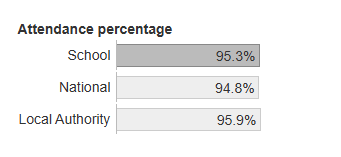 Attendance percentage
School 95.3%
National 94.8%
Local Authority 95.9%